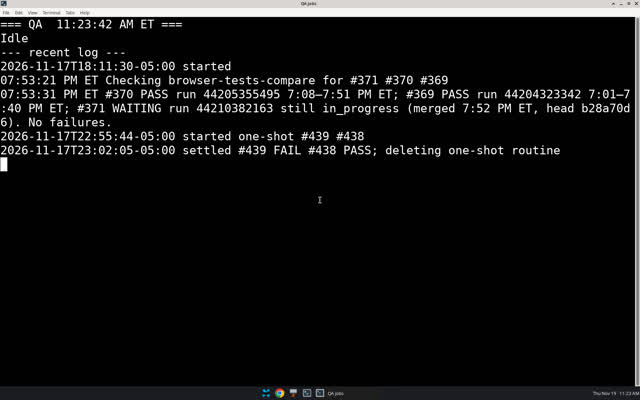 QA jobs
File Edit View Terminal Tabs Help
=== QA  11:23:42 AM ET ===
Idle
--- recent log ---
2026-11-17T18:11:30-05:00 started
07:53:21 PM ET Checking browser-tests-compare for #371 #370 #369
07:53:31 PM ET #370 PASS run 44205355495 7:08–7:51 PM ET; #369 PASS run 44204323342 7:01–7
:40 PM ET; #371 WAITING run 44210382163 still in_progress (merged 7:52 PM ET, head b28a70d
6). No failures.
2026-11-17T22:55:44-05:00 started one-shot #439 #438
2026-11-17T23:02:05-05:00 settled #439 FAIL #438 PASS; deleting one-shot routine
QA jobs
Thu Nov 19 11:23 AM